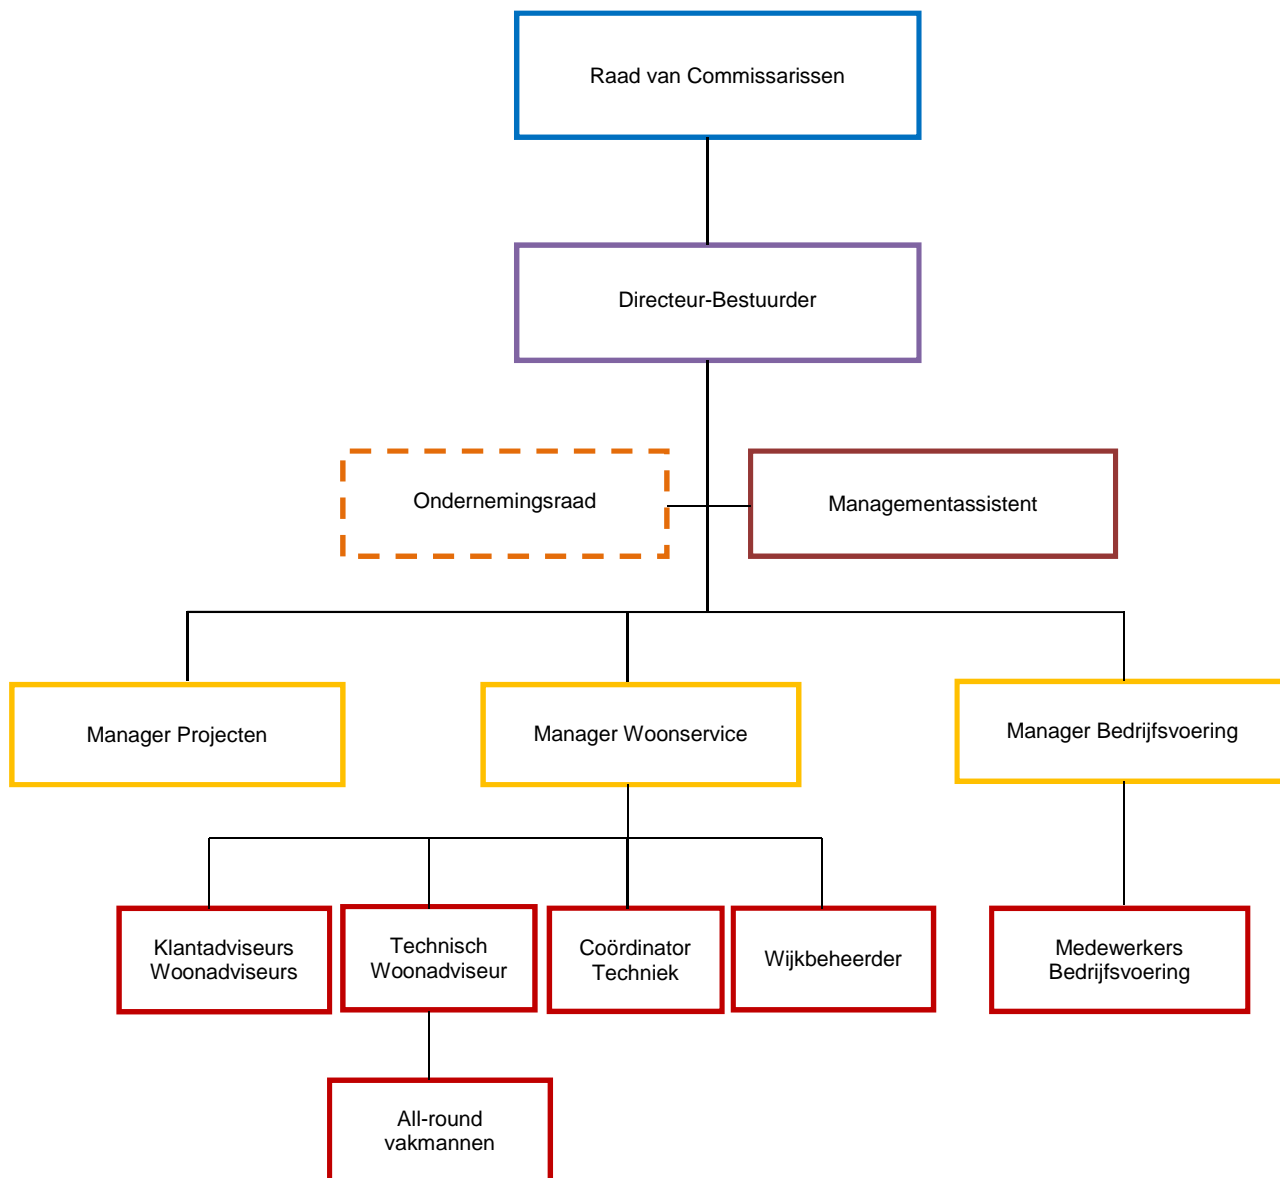 Raad van Commissarissen
Directeur-Bestuurder
Ondernemingsraad
Managementassistent
Manager Projecten
Manager Woonservice
Manager Bedrijfsvoering
Klantadviseurs
Woonadviseurs
Technisch
Woonadviseur
Coördinator
Techniek
Wijkbeheerder
Medewerkers
Bedrijfsvoering
All-round
vakmannen